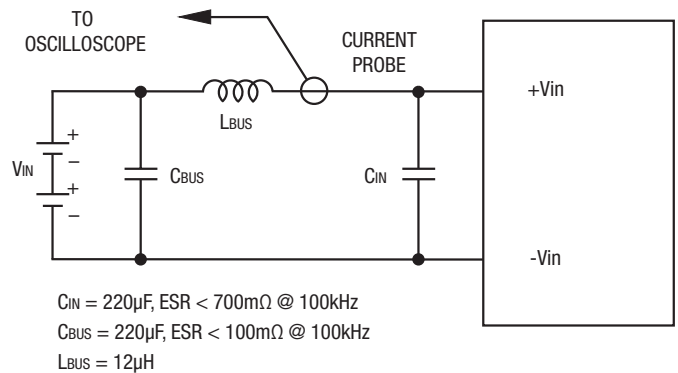 TO
OSCILLOSCOPE
CURRENT
PROBE
LBUS
+Vin
VIN
+
−
+
−
CBUS
CIN
-Vin
CIN = 220µF, ESR < 700mΩ @ 100kHz
CBUS = 220µF, ESR < 100mΩ @ 100kHz
LBUS = 12µH